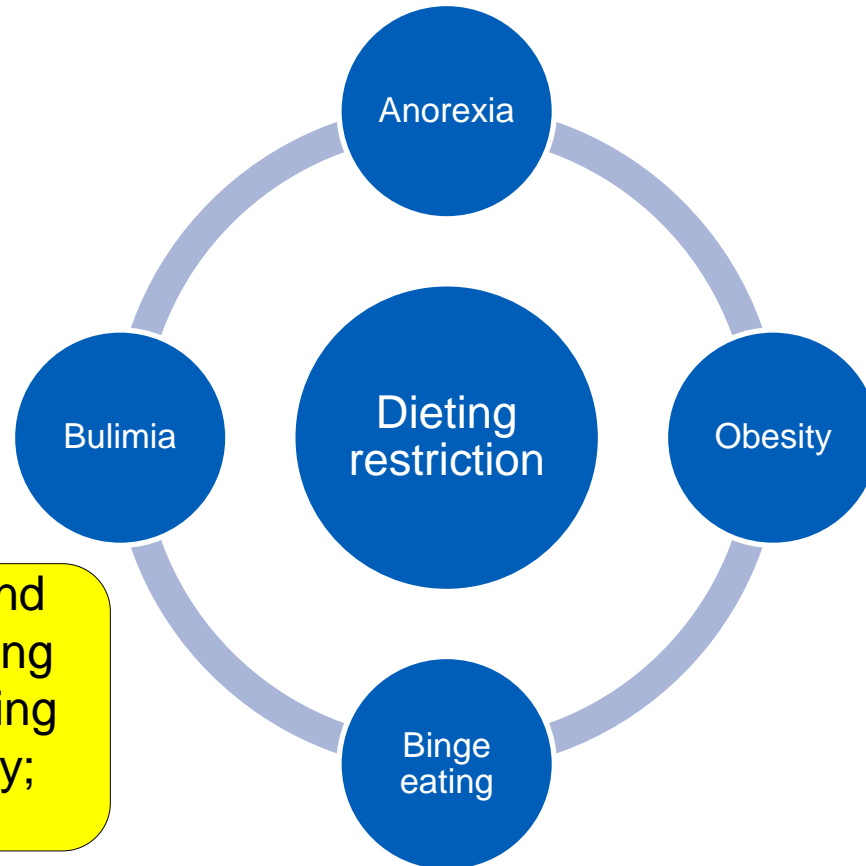 Anorexia
Bulimia
Dieting
restriction
Obesity
Binge
eating